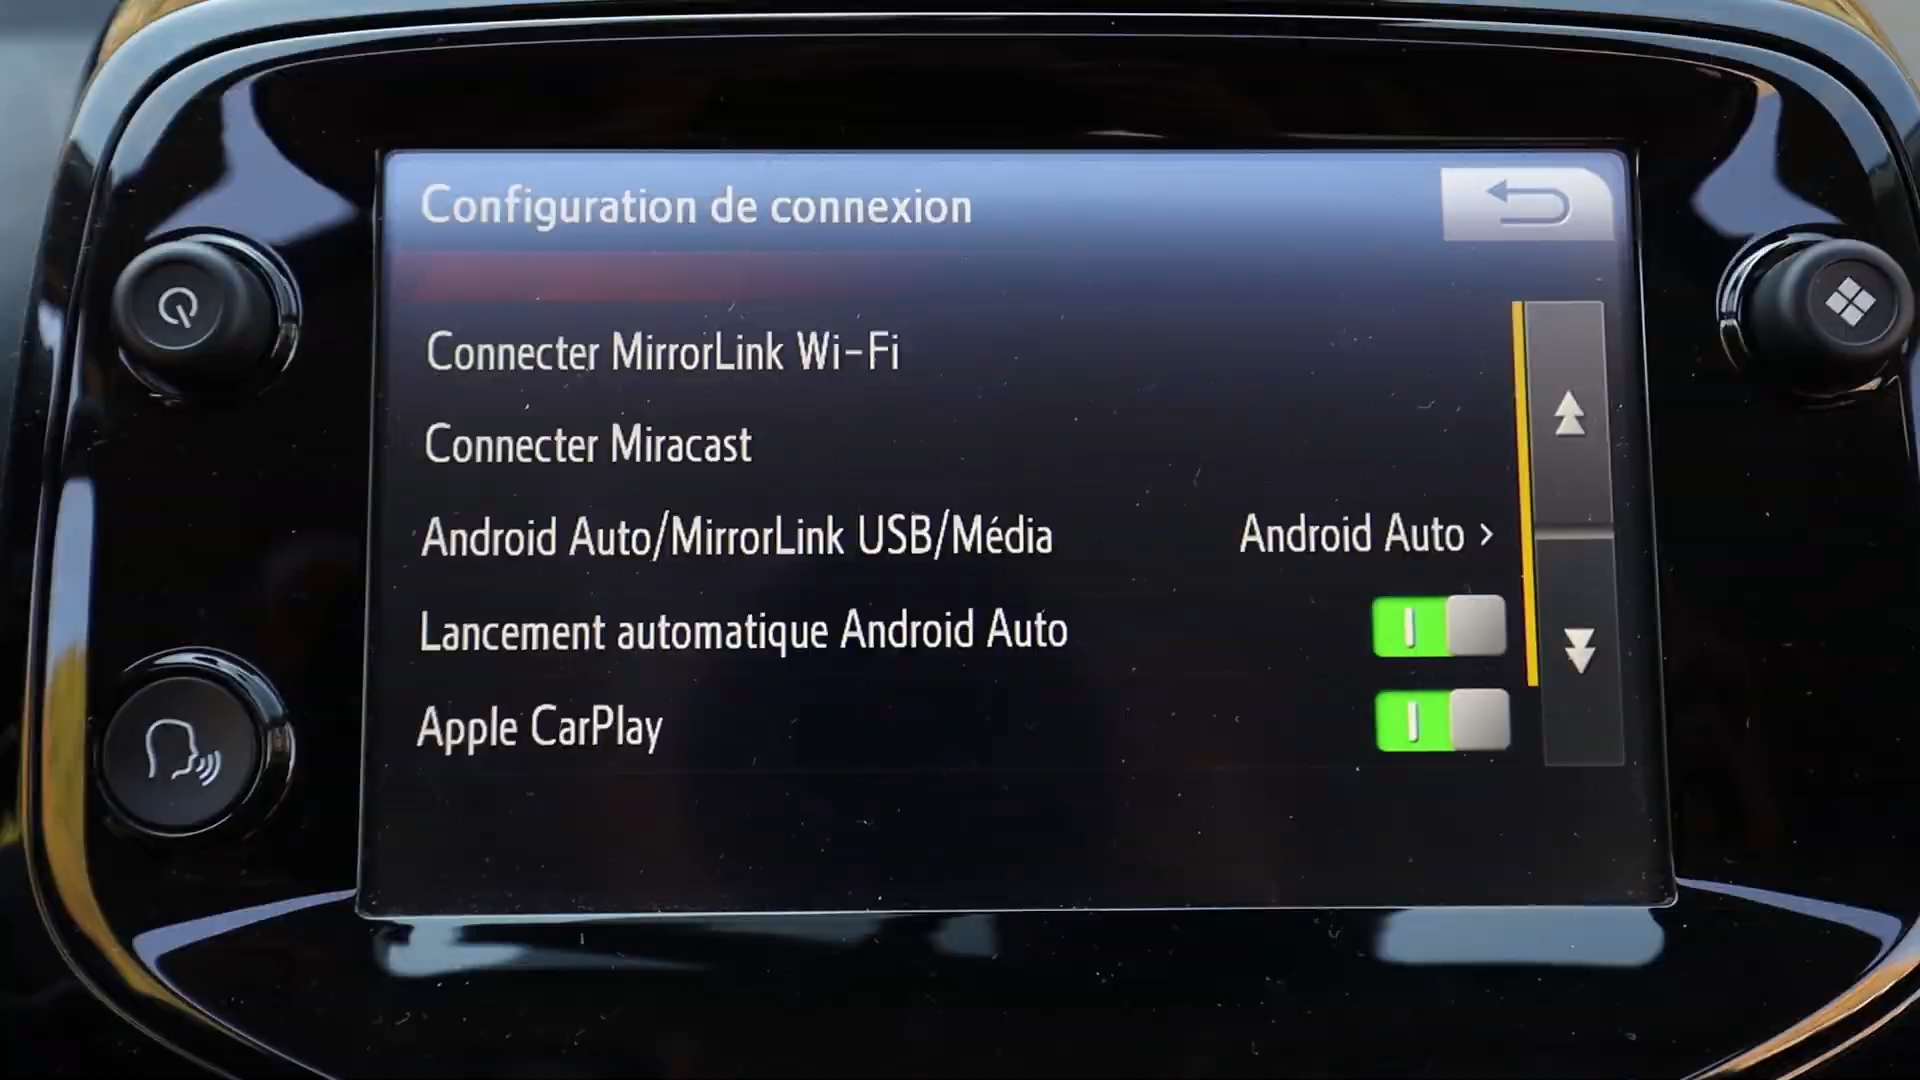 Configuration de connexion
Connecter MirrorLink Wi-Fi
Connecter Miracast
Android Auto/MirrorLink USB/Média Android Auto >
Lancement automatique Android Auto
Apple CarPlay